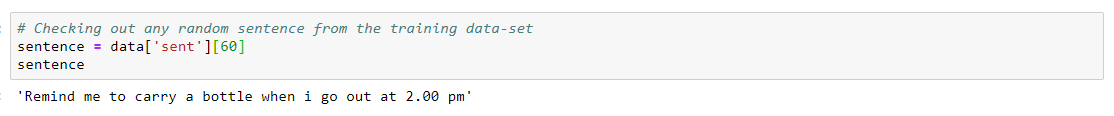 # Checking out any random sentence from the training data-set
sentence = data['sent'][60]
sentence
'Remind me to carry a bottle when i go out at 2.00 pm'